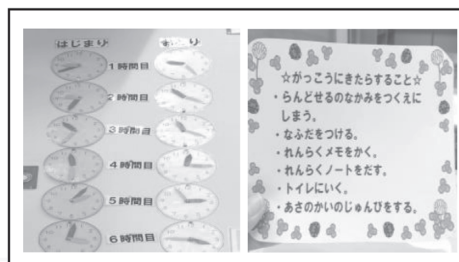 はじまり
1時間目
2時間目
3時間目
4時間目
5時間目
6時間目
☆がっこうにきたらすること☆
・らんどせるのなかみをつくえに
しまう。
・なふだをつける。
・れんらくメモをかく。
・れんらくノートをだす。
・トイレにいく。
・あさのかいのじゅんびをする。